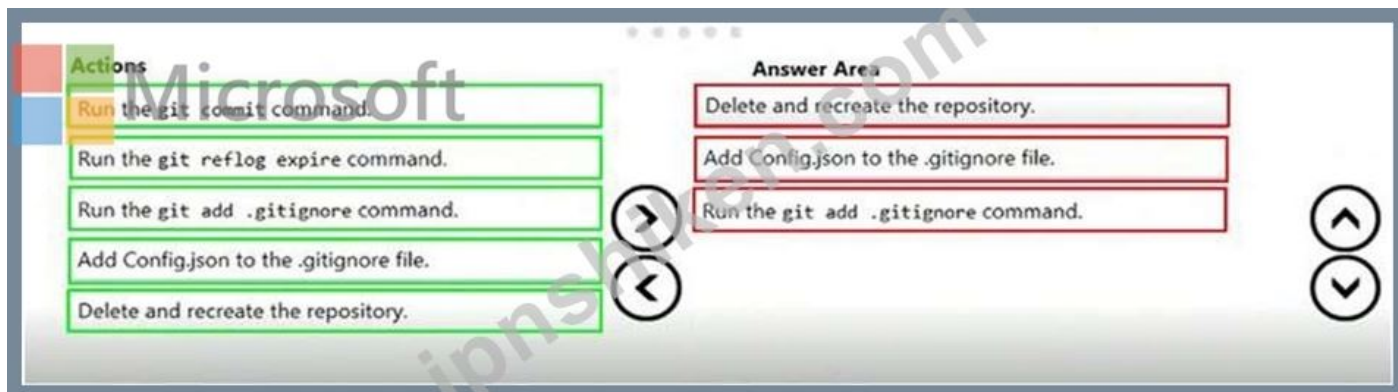 Actions
Microsoft
Run the git commit command.
Run the git reflog expire command.
Run the git add .gitignore command.
Add Config.json to the .gitignore file.
Delete and recreate the repository.
Answer Area
Delete and recreate the repository.
Add Config.json to the .gitignore file.
Run the git add .gitignore command.
jpnshiken.com